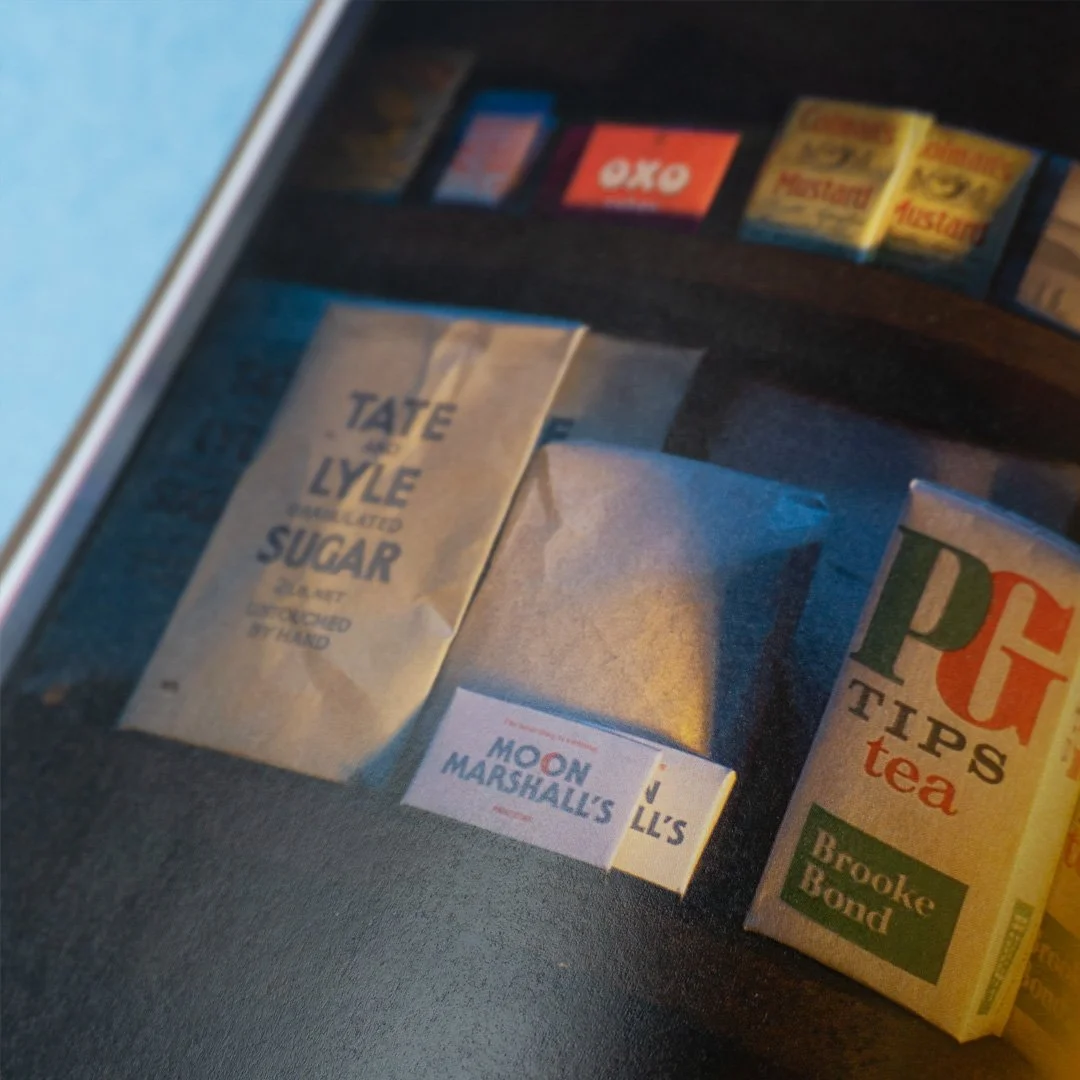 OXO
Colman's
Mustard
Colman's
Mustard
TATE
AND
LYLE
GRANULATED
SUGAR
2 LB. NET
UNTOUCHED
BY HAND
E
MOON
MARSHALL'S
N
LL'S
PG
TIPS
tea
Brooke
Bond